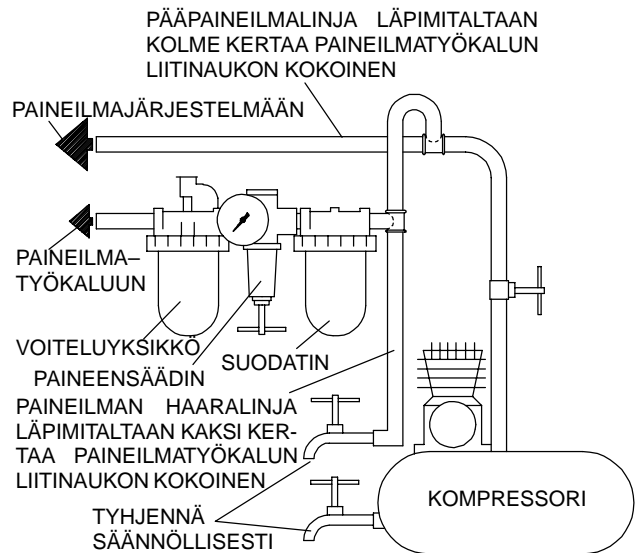 PÄÄPAINEILMALINJA LÄPIMITALTAAN
KOLME KERTAA PAINEILMATYÖKALUN
LIITINAUKON KOKOINEN
PAINEILMAJÄRJESTELMÄÄN
PAINEILMA–
TYÖKALUUN
VOITELUYKSIKKÖ
SUODATIN
PAINEENSÄÄDIN
PAINEILMAN HAARALINJA
LÄPIMITALTAAN KAKSI KER-
TAA PAINEILMATYÖKALUN
LIITINAUKON KOKOINEN
KOMPRESSORI
TYHJENNÄ
SÄÄNNÖLLISESTI